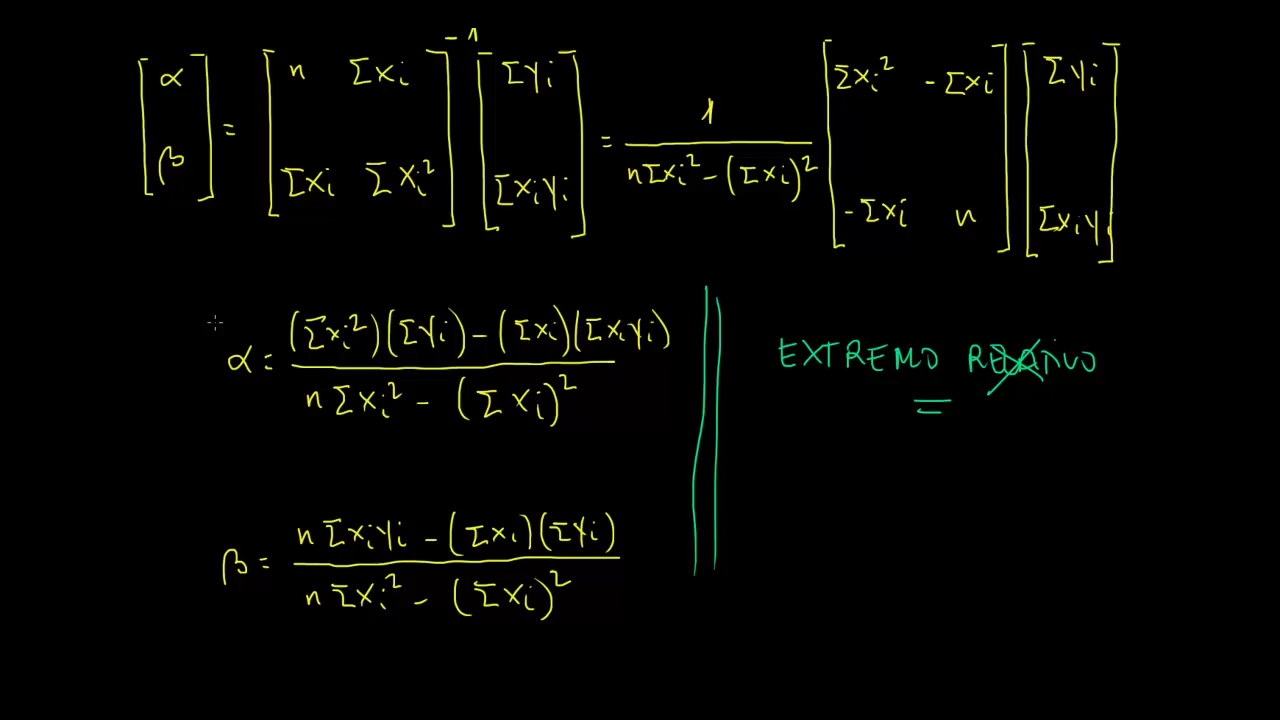 [α β] = [n Σxi Σxi Σxi²]⁻¹ [Σyi Σxiyi] = 1/(nΣxi² - (Σxi)²) [Σxi² -Σxi -Σxi n] [Σyi Σxiyi]
α = ((Σxi²)(Σyi) - (Σxi)(Σxiyi))/(nΣxi² - (Σxi)²)
EXTREMO RELATIVO
=
β = (nΣxiyi - (Σxi)(Σyi))/(nΣxi² - (Σxi)²)